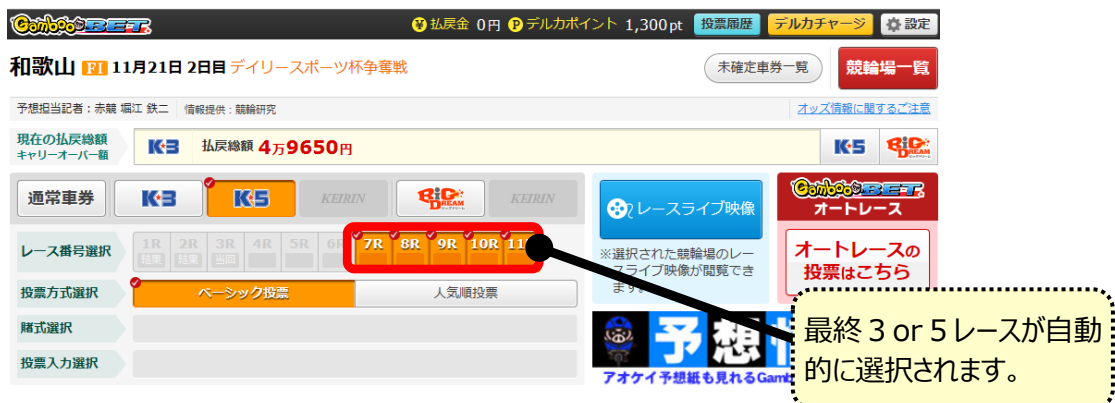 GambooBET
¥ 払戻金 0円 P デルカポイント 1,300pt 投票履歴 デルカチャージ 設定
和歌山 FI 11月21日 2日目 デイリースポーツ杯争奪戦 未確定車券一覧 競輪場一覧
予想担当記者：赤競 堀江 鉄二 情報提供：競輪研究 オッズ情報に関するご注意
現在の払戻総額
キャリーオーバー額
K3 払戻総額 4万9650円 K5 BIG DREAM
通常車券 K3 K5 KEIRIN BIG DREAM KEIRIN
レース番号選択 1R 2R 3R 4R 5R 6R 7R 8R 9R 10R 11
結果 結果 当回
投票方式選択 ベーシック投票 人気順投票
賭式選択
投票入力選択
レースライブ映像
※選択された競輪場のレー
スライブ映像が閲覧でき
ます。
GambooBET
オートレース
オートレースの
投票はこちら
予想
アオケイ予想紙も見れるGam
最終３or５レースが自動
的に選択されます。